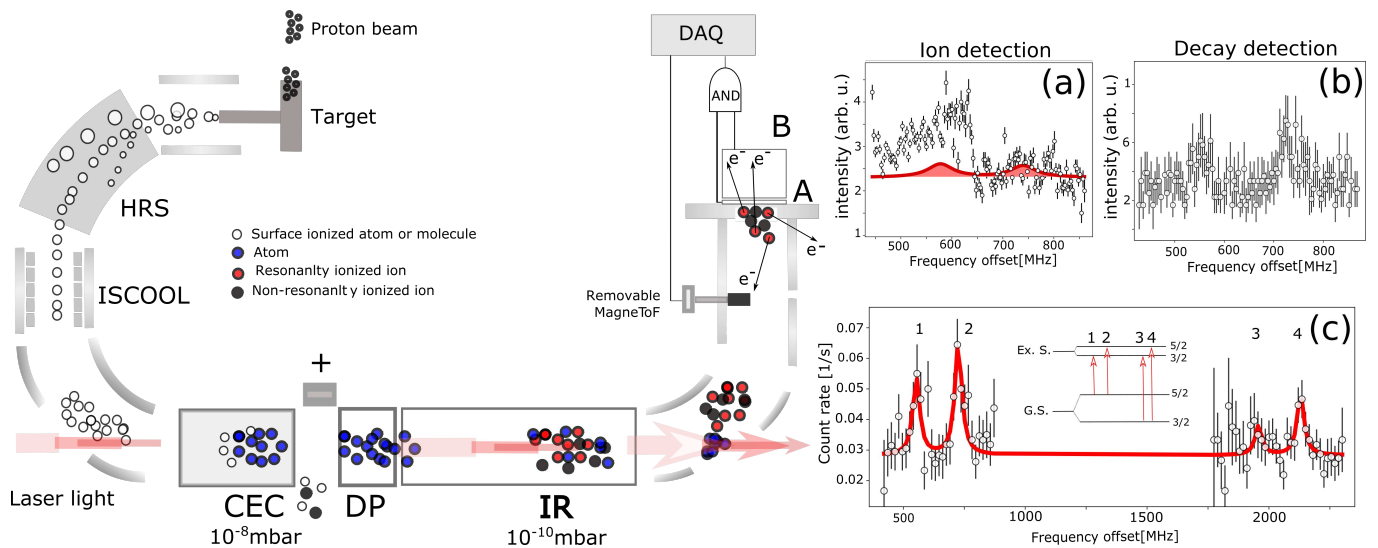 Proton beam
Target
HRS
Surface ionized atom or molecule
Atom
Resonanlty ionized ion
Non-resonanlt y ionized ion
ISCOOL
Laser light
+
CEC
10-8mbar
DP
IR
10-10mbar
DAQ
AND
B
e- e-
A
e-
e-
Removable
MagneToF
Ion detection
(a)
intensity (arb. u.)
4
3
2
1
500 600 700 800
Frequency offset[MHz]
Decay detection
(b)
intensity (arb. u.)
1
6
2
500 600 700 800
Frequency offset[MHz]
(c)
Count rate [1/s]
0.07
0.06
0.05
0.04
0.03
0.02
1 2 3 4
1 2 3 4
Ex. S.
5/2
3/2
G.S.
5/2
3/2
500 1000 1500 2000
Frequency offset[MHz]